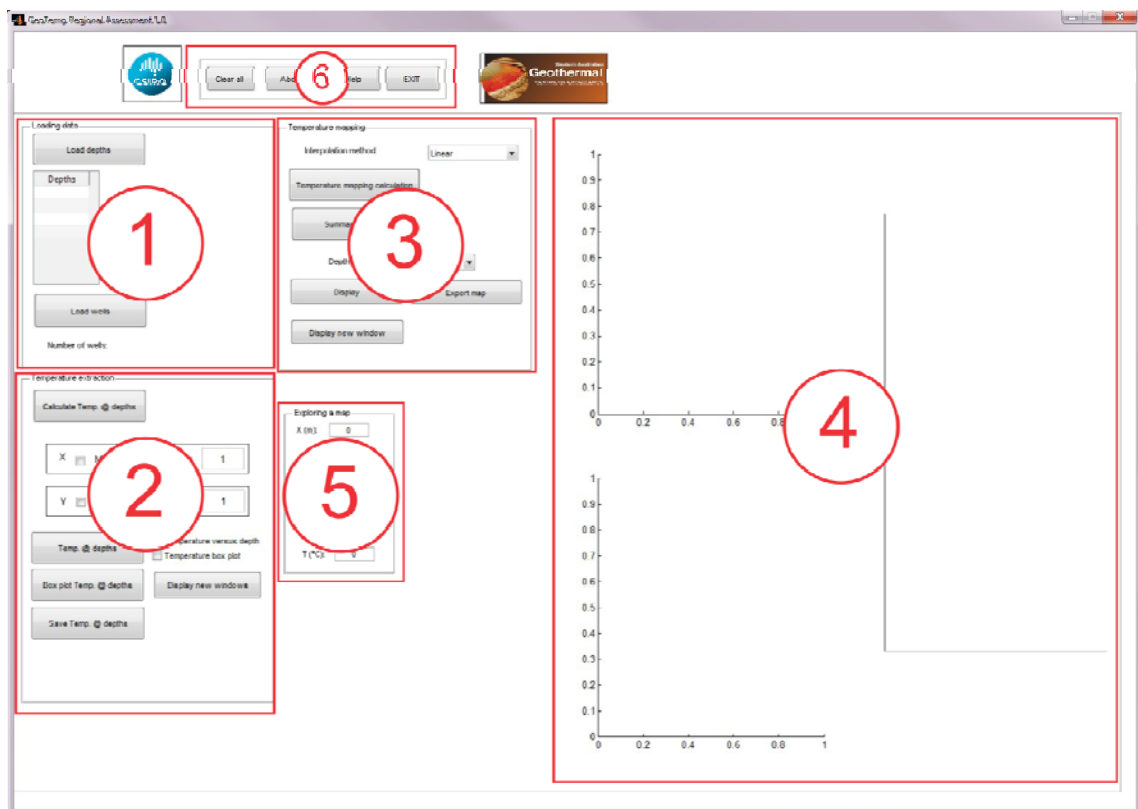 GeoTemp Regional Assessment 1.0
CSIRO
Clear all
6
Help
EXIT
Western Australian
Geothermal
Loading data
Load depths
Depths
1
Load wells
Number of wells:
Temperature mapping
Interpolation method
Linear
Temperature mapping calculation
3
Display
Export map
Display new window
Temperature extraction
Calculate Temp. @ depths
X
1
Y
1
2
Temp. @ depths
Temperature versus depth
Temperature box plot
Box plot Temp. @ depths
Display new windows
Save Temp. @ depths
Exploring a map
X (m):
0
5
T (°C):
0
4
1
0.9
0.8
0.7
0.6
0.5
0.4
0.3
0.2
0.1
0
0 0.2 0.4 0.6
1
0.9
0.8
0.7
0.6
0.5
0.4
0.3
0.2
0.1
0
0 0.2 0.4 0.6 0.8 1